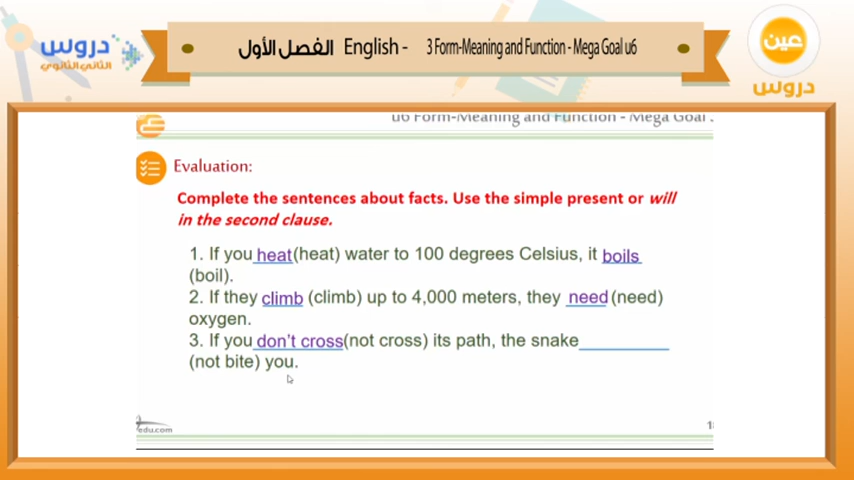 دروس
الثاني الثانوي
الفصل الأول English - 3 Form-Meaning and Function - Mega Goal u6
عين
دروس
u6 Form-Meaning and Function - Mega Goal
Evaluation:
Complete the sentences about facts. Use the simple present or will
in the second clause.
1. If you heat (heat) water to 100 degrees Celsius, it boils
(boil).
2. If they climb (climb) up to 4,000 meters, they need (need)
oxygen.
3. If you don't cross(not cross) its path, the snake________
(not bite) you.
edu.com